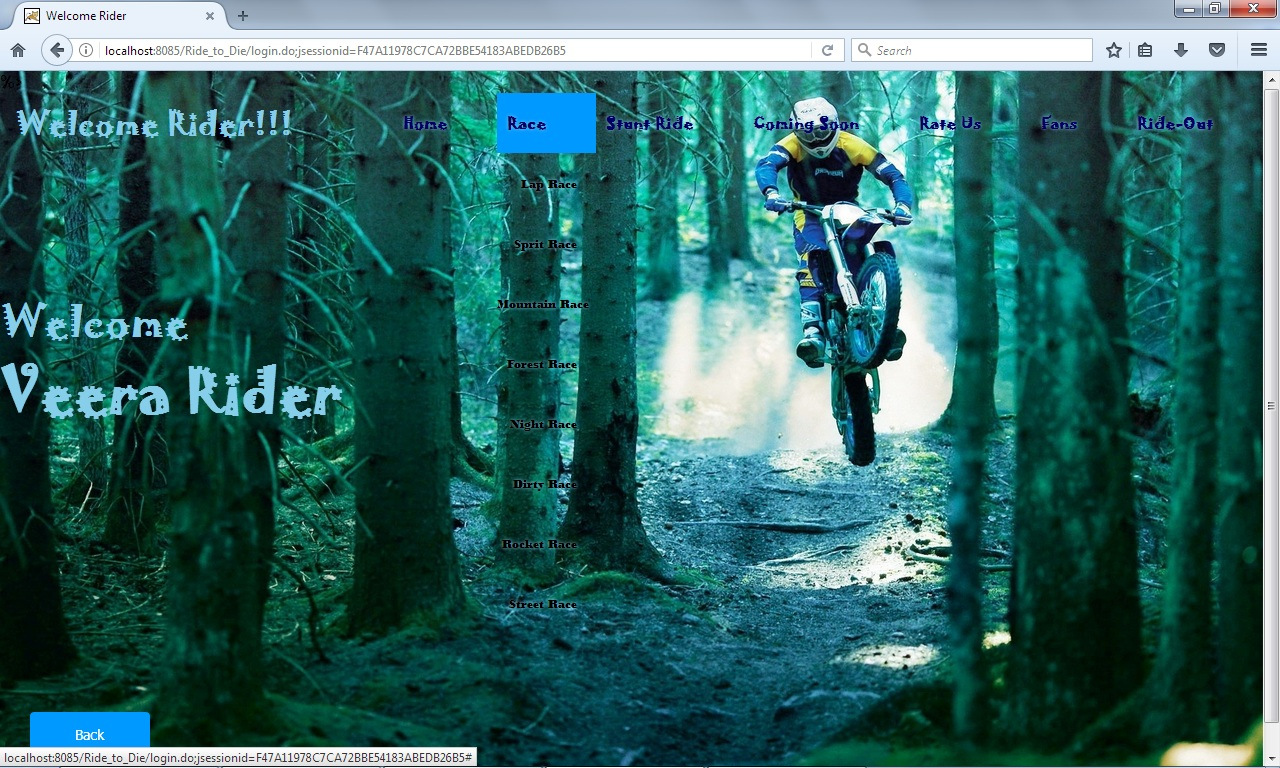 Welcome Rider
localhost:8085/Ride_to_Die/login.do;jsessionid=F47A11978C7CA72BBE54183ABEDB26B5
Search
Welcome Rider!!!
Home Race Stunt Ride Coming Soon Rate Us Fans Ride-Out
Lap Race
Sprit Race
Mountain Race
Forest Race
Night Race
Dirty Race
Rocket Race
Street Race
Welcome
Veera Rider
Back
localhost:8085/Ride_to_Die/login.do;jsessionid=F47A11978C7CA72BBE54183ABEDB26B5#